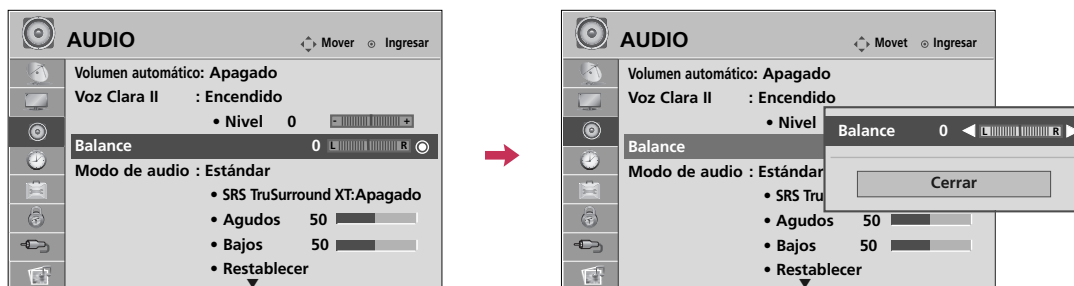 AUDIO
Mover Ingresar
Volumen automático: Apagado
Voz Clara II : Encendido
• Nivel 0 - +
Balance 0 L R
Modo de audio : Estándar
• SRS TruSurround XT:Apagado
• Agudos 50
• Bajos 50
• Restablecer
AUDIO
Movet Ingresar
Volumen automático: Apagado
Voz Clara II : Encendido
• Nivel
Balance
Modo de audio : Estándar
• SRS Tru
• Agudos 50
• Bajos 50
• Restablecer
Balance 0 L R
Cerrar